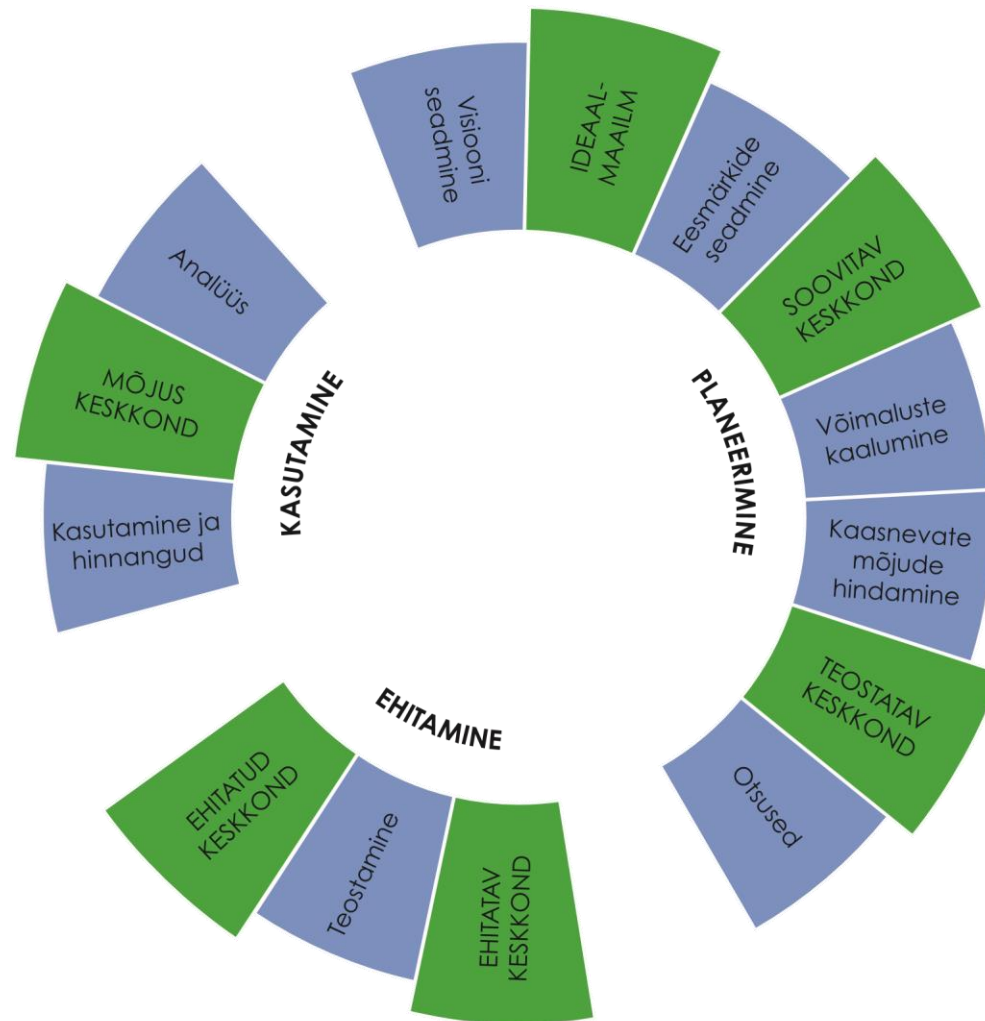 Visiooni
seadmine
IDEAAL-
MAAILM
Eesmärkide
seadmine
SOOVITAV
KESKKOND
Võimaluste
kaalumine
Kaasnevate
mõjude
hindamine
TEOSTATAV
KESKKOND
Otsused
PLANEERIMINE
EHITATAV
KESKKOND
Teostamine
EHITATUD
KESKKOND
EHITAMINE
Kasutamine ja
hinnangud
MÕJUS
KESKKOND
Analüüs
KASUTAMINE